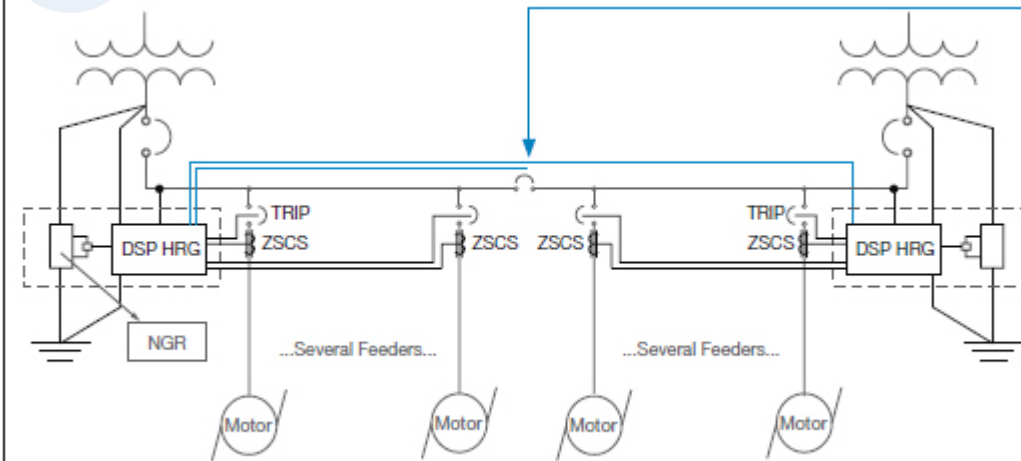 TRIP
TRIP
ZSCS
ZSCS
ZSCS
ZSCS
DSP HRG
DSP HRG
NGR
...Several Feeders...
...Several Feeders...
Motor
Motor
Motor
Motor